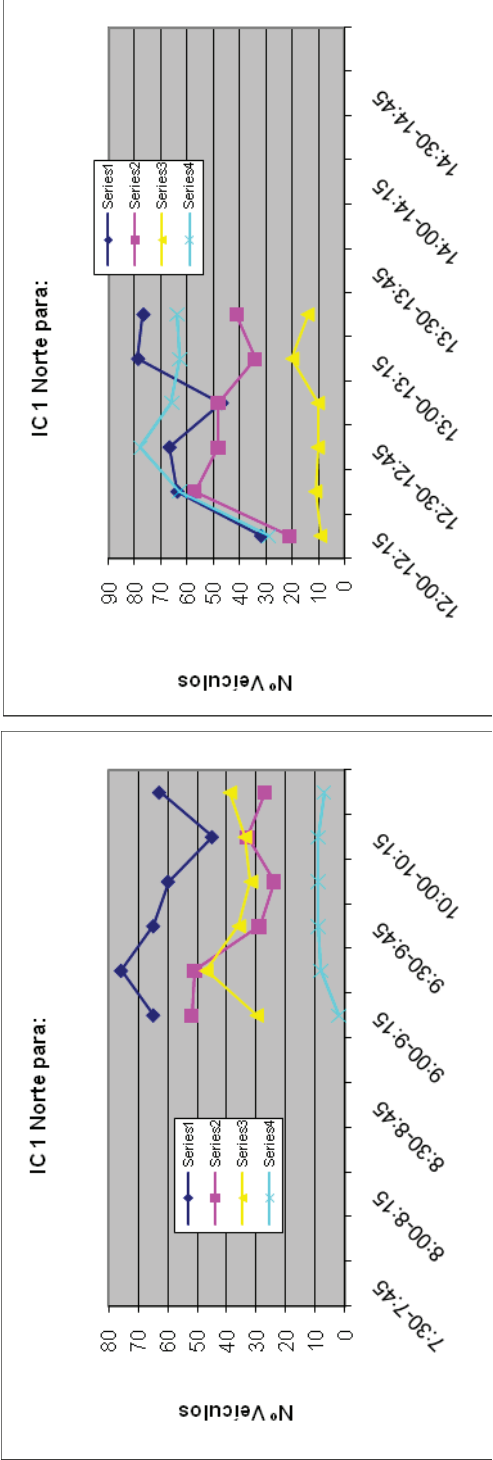 IC 1 Norte para:
Nº Veículos
80
70
60
50
40
30
20
10
0
7:30-7:45
8:00-8:15
8:30-8:45
9:00-9:15
9:30-9:45
10:00-10:15
Series1
Series2
Series3
Series4
IC 1 Norte para:
Nº Veículos
90
80
70
60
50
40
30
20
10
0
12:00-12:15
12:30-12:45
13:00-13:15
13:30-13:45
14:00-14:15
14:30-14:45
Series1
Series2
Series3
Series4